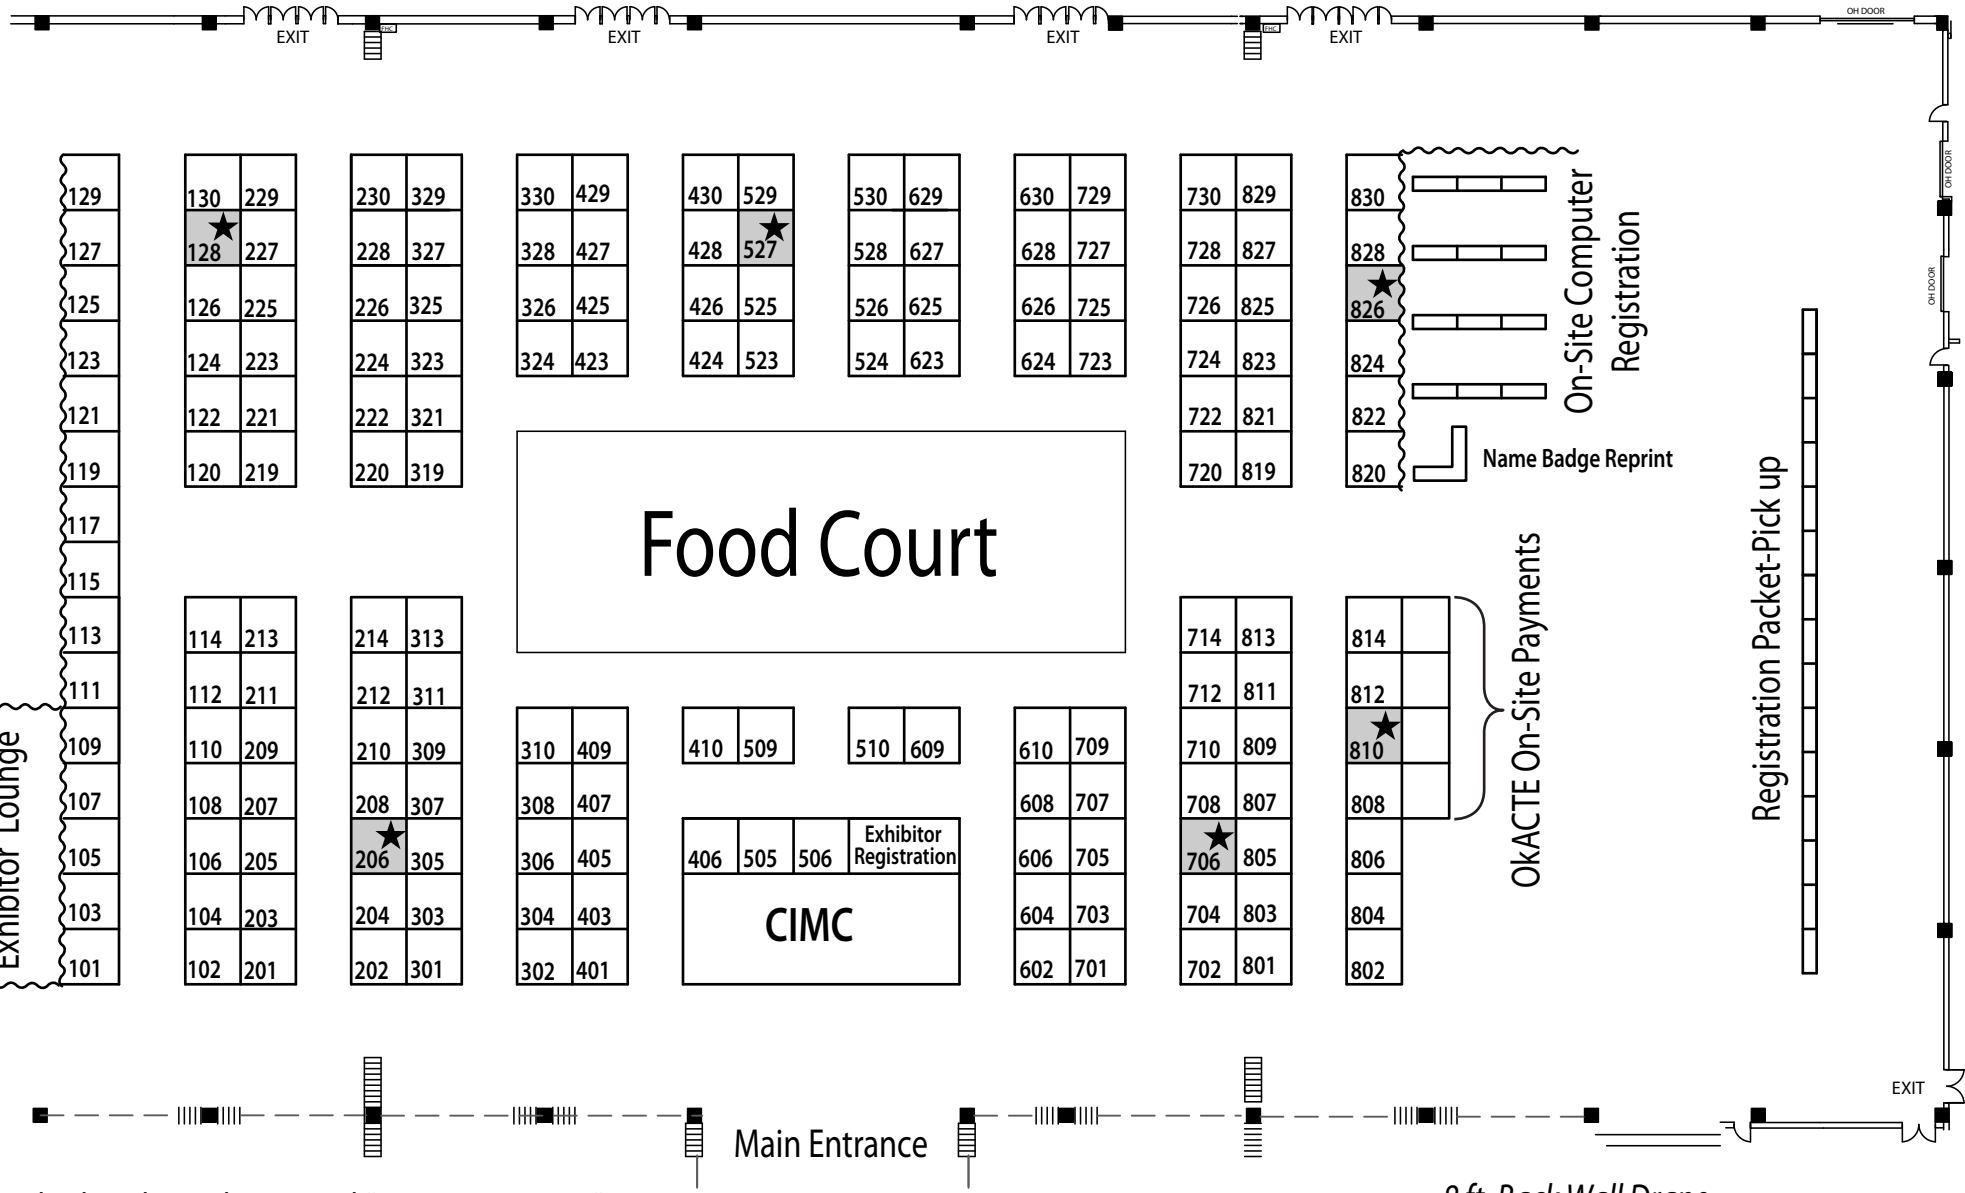 OH DOOR
EXIT FHC EXIT EXIT FHC EXIT
OH DOOR
OH DOOR
129 130 229 230 329 330 429 430 529 530 629 630 729 730 829 830
127 128 227 228 327 328 427 428 527 528 627 628 727 728 827 828
125 126 225 226 325 326 425 426 525 526 625 626 725 726 825 826
123 124 223 224 323 324 423 424 523 524 623 624 723 724 823 824
121 122 221 222 321 722 821 822
119 120 219 220 319 720 819 820
On-Site Computer
Registration
Name Badge Reprint
117
115
Food Court
113 114 213 214 313 714 813 814
111 112 211 212 311 712 811 812
109 110 209 210 309 310 409 410 509 510 609 610 709 710 809 810
107 108 207 208 307 308 407 608 707 708 807 808
105 106 205 206 305 306 405 406 505 506 Exhibitor
Registration
606 705 706 805 806
103 104 203 204 303 304 403 CIMC 604 703 704 803 804
101 102 201 202 301 302 401 602 701 702 801 802
Exhibitor Lounge
OkACTE On-Site Payments
Registration Packet-Pick up
EXIT
Main Entrance
8 ft. Back Wall Drape